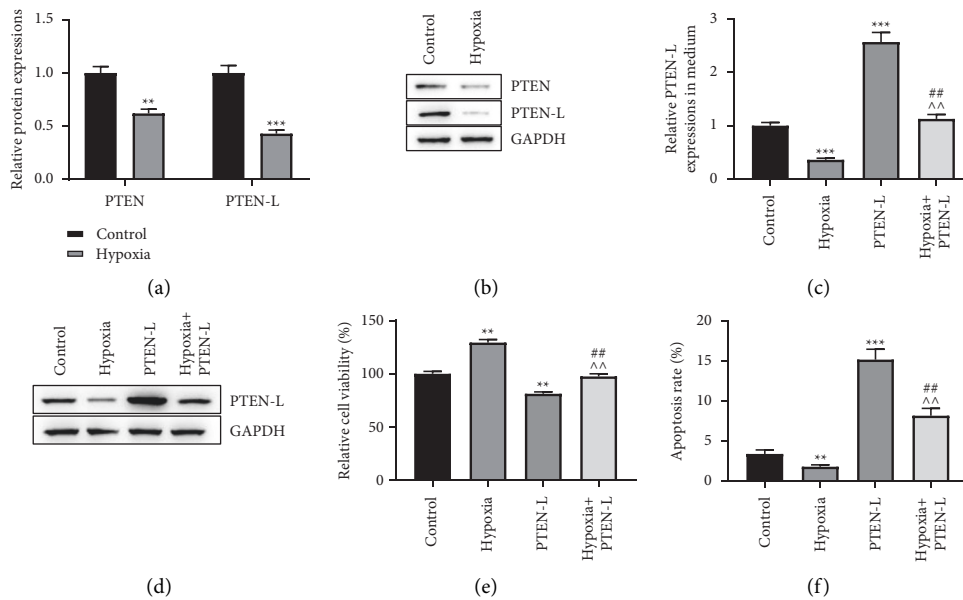 Relative protein expressions
1.5
1.0
0.5
0.0
**
***
PTEN
PTEN-L
Control
Hypoxia
(a)
Control
Hypoxia
PTEN
PTEN-L
GAPDH
(b)
Relative PTEN-L
expressions in medium
3
2
1
0
***
***
##
^^
Control
Hypoxia
PTEN-L
Hypoxia+
PTEN-L
(c)
Control
Hypoxia
PTEN-L
Hypoxia+
PTEN-L
PTEN-L
GAPDH
(d)
Relative cell viability (%)
150
100
50
0
**
**
##
^^
Control
Hypoxia
PTEN-L
Hypoxia+
PTEN-L
(e)
Apoptosis rate (%)
20
15
10
5
0
**
***
##
^^
Control
Hypoxia
PTEN-L
Hypoxia+
PTEN-L
(f)